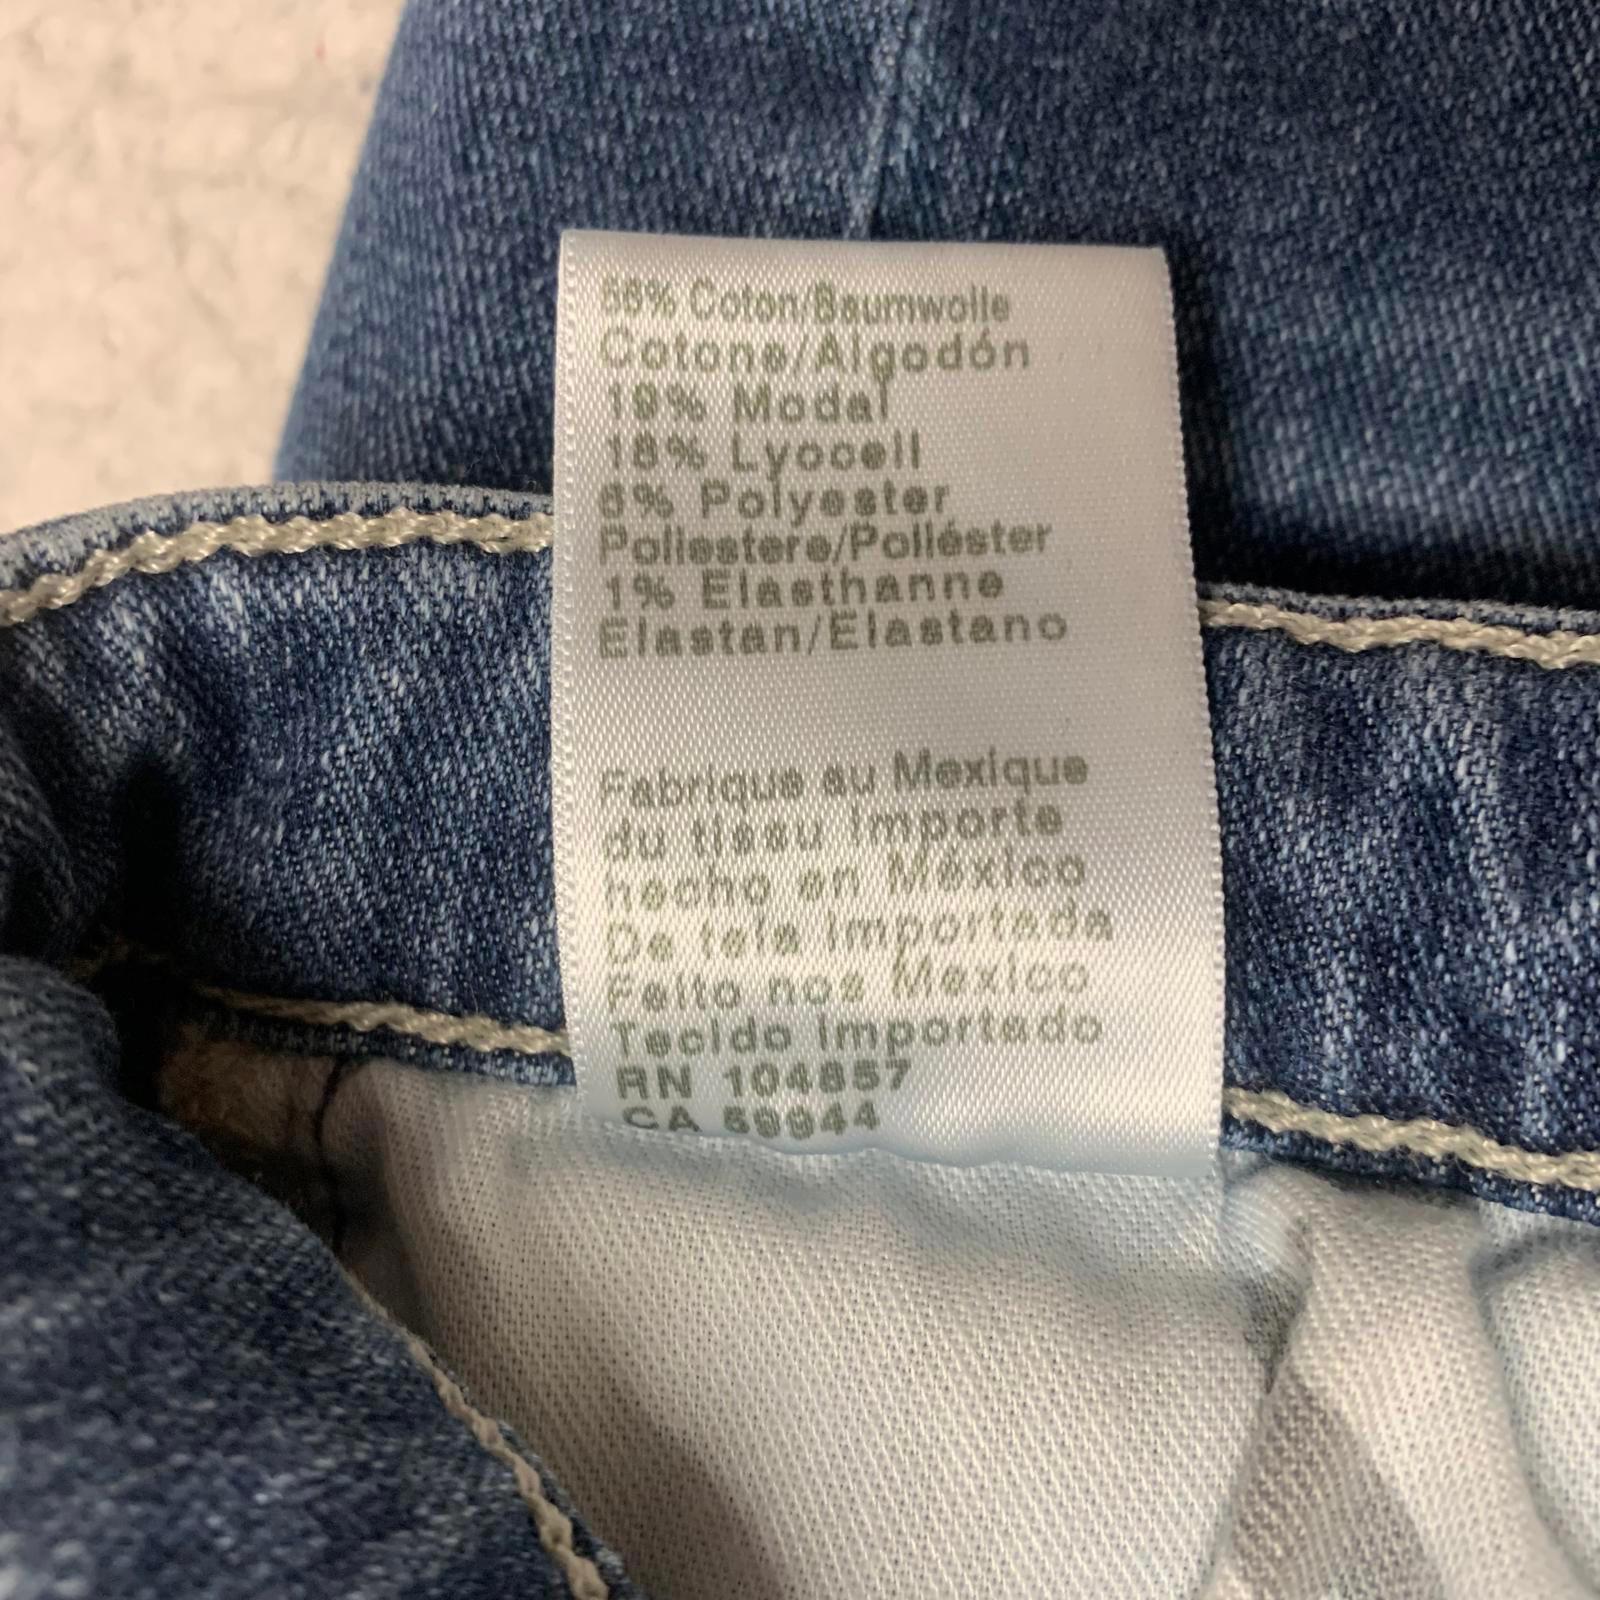 56% Coton/Baumwolle
Cotone/Algodón
19% Modal
18% Lyocell
6% Polyester
Poliestere/Poliéster
1% Elasthanne
Elastan/Elastano
Fabrique au Mexique
du tissu importe
hecho en México
De tela importada
Feito nos Mexico
Tecido importado
RN 104857
CA 59944